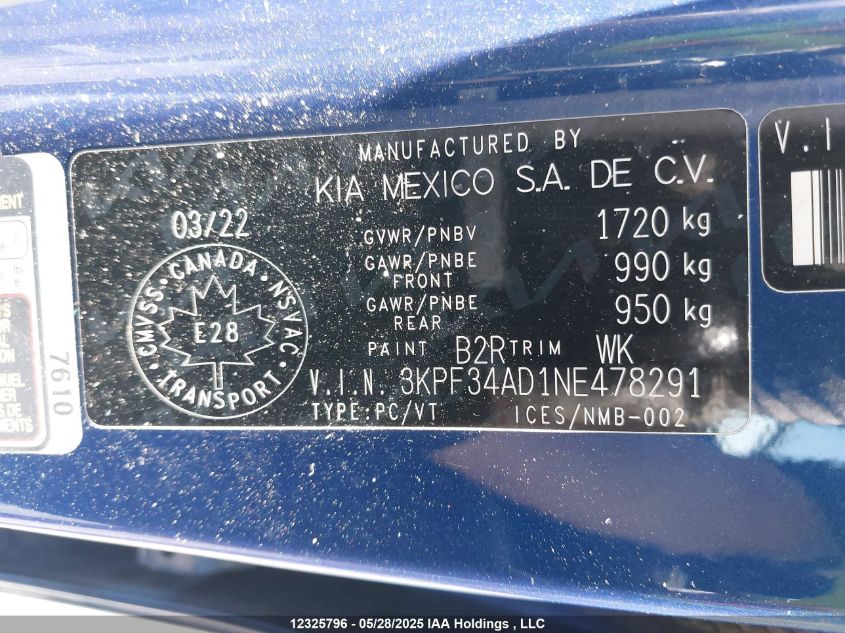 MANUFACTURED BY
KIA MEXICO S.A. DE C.V.
03/22
GVWR/PNBV 1720 kg
GAWR/PNBE FRONT 990 kg
GAWR/PNBE REAR 950 kg
PAINT B2R TRIM WK
V.I.N. 3KPF34AD1NE478291
TYPE:PC/VT ICES/NMB-002
CANADA
CMVSS NSVAC
E28
TRANSPORT
7610
V.I
12325796 - 05/28/2025 IAA Holdings , LLC